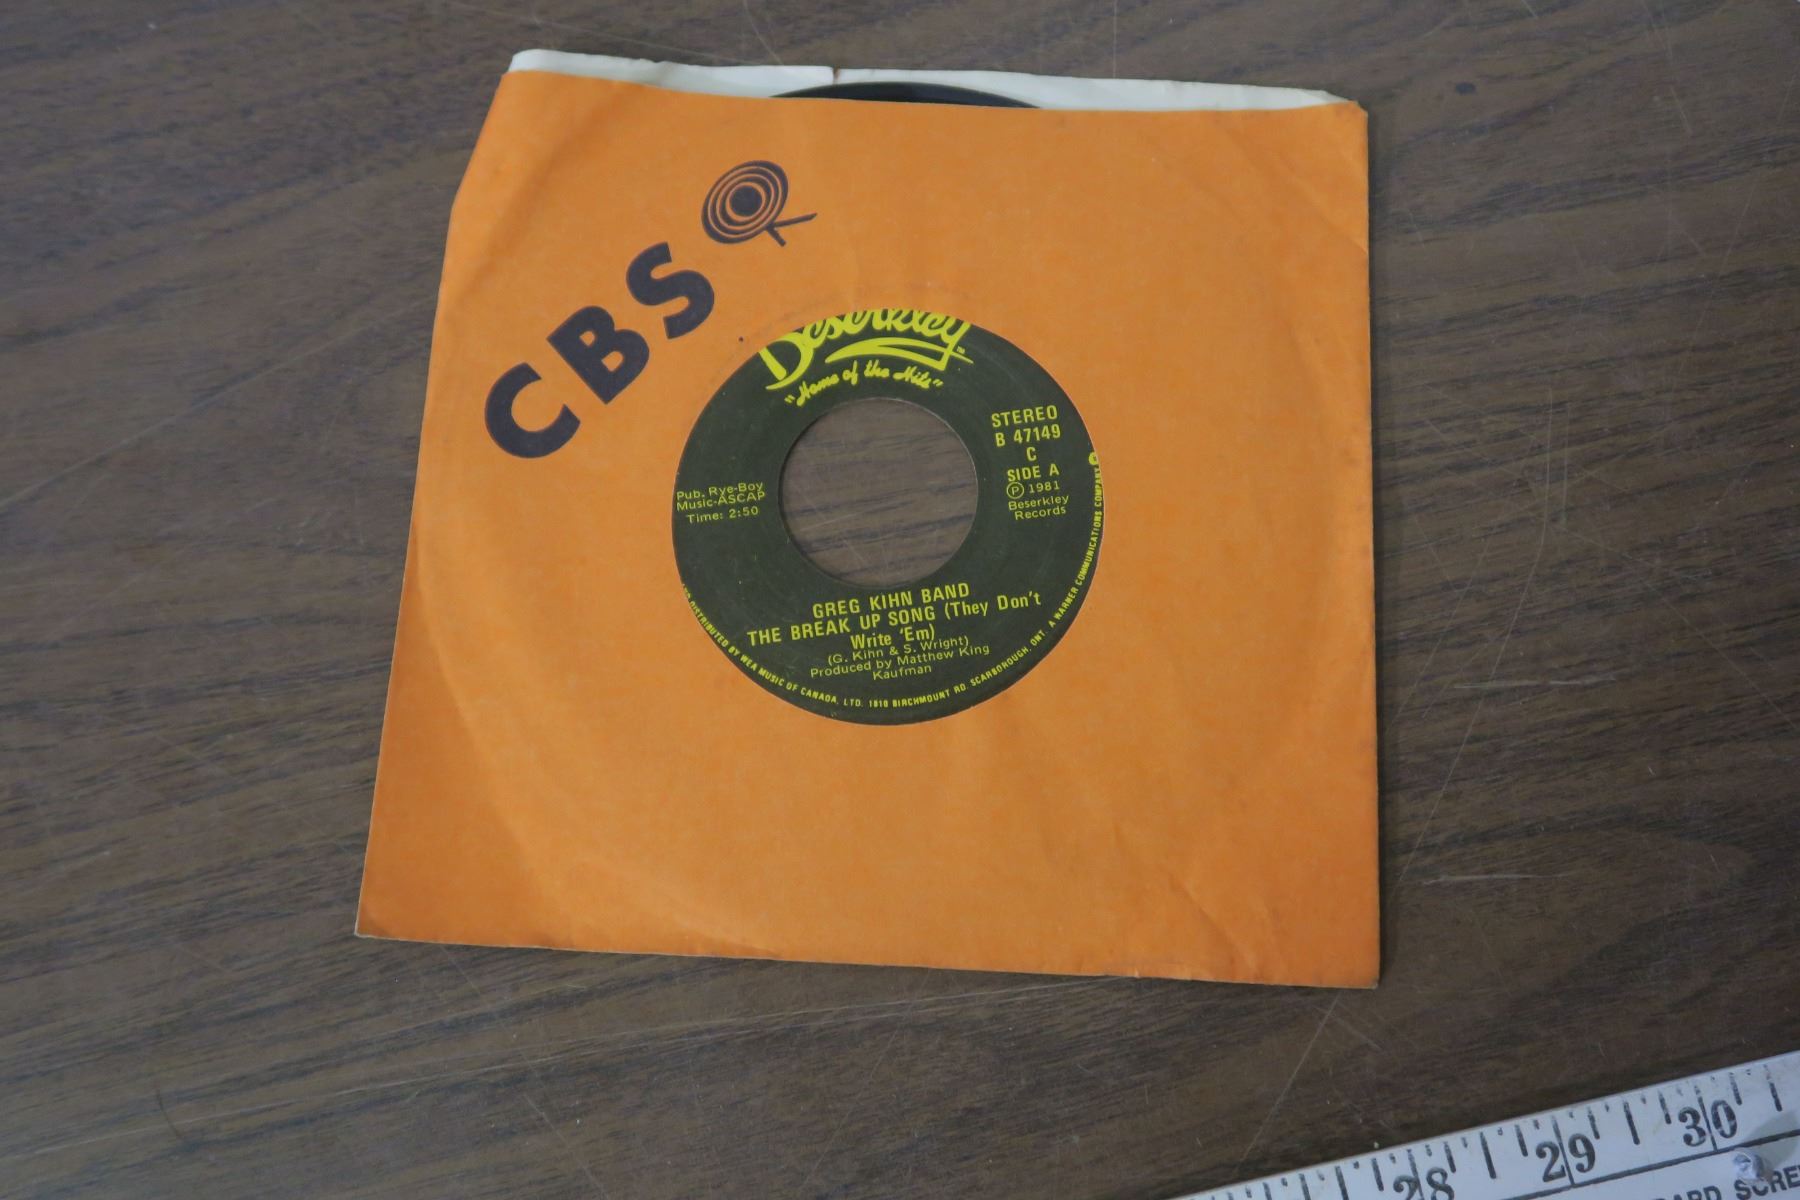 CBS
Beserkley TM
"Home of the Hits"
STEREO
B 47149
C
SIDE A
Ⓟ 1981
Beserkley
Records
Pub. Rye-Boy
Music-ASCAP
Time: 2:50
GREG KIHN BAND
THE BREAK UP SONG (They Don't
Write 'Em)
(G. Kihn & S. Wright)
Produced by Matthew King
Kaufman
DISTRIBUTED BY WEA MUSIC OF CANADA, LTD. 1810 BIRCHMOUNT RD. SCARBOROUGH, ONT. A WARNER COMMUNICATIONS COMPANY
28 29 30